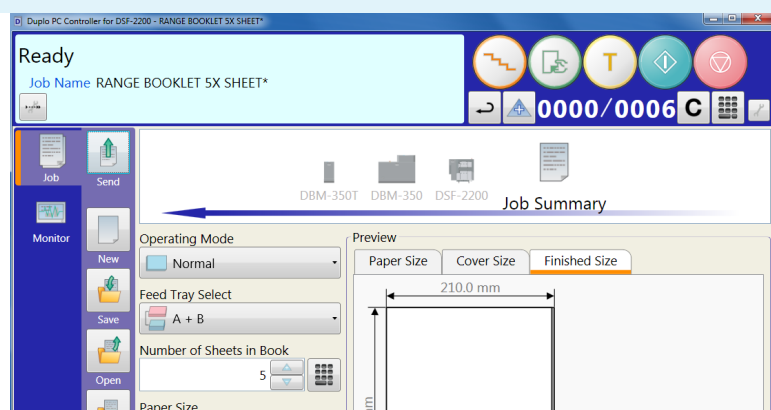 Duplo PC Controller for DSF-2200 - RANGE BOOKLET 5X SHEET*
Ready
Job Name RANGE BOOKLET 5X SHEET*
T
0000/0006 C
Job
Send
DBM-350T DBM-350 DSF-2200 Job Summary
Monitor
New
Operating Mode
Normal
Preview
Paper Size Cover Size Finished Size
Feed Tray Select
A + B
210.0 mm
Save
Number of Sheets in Book
5
Open
Paper Size